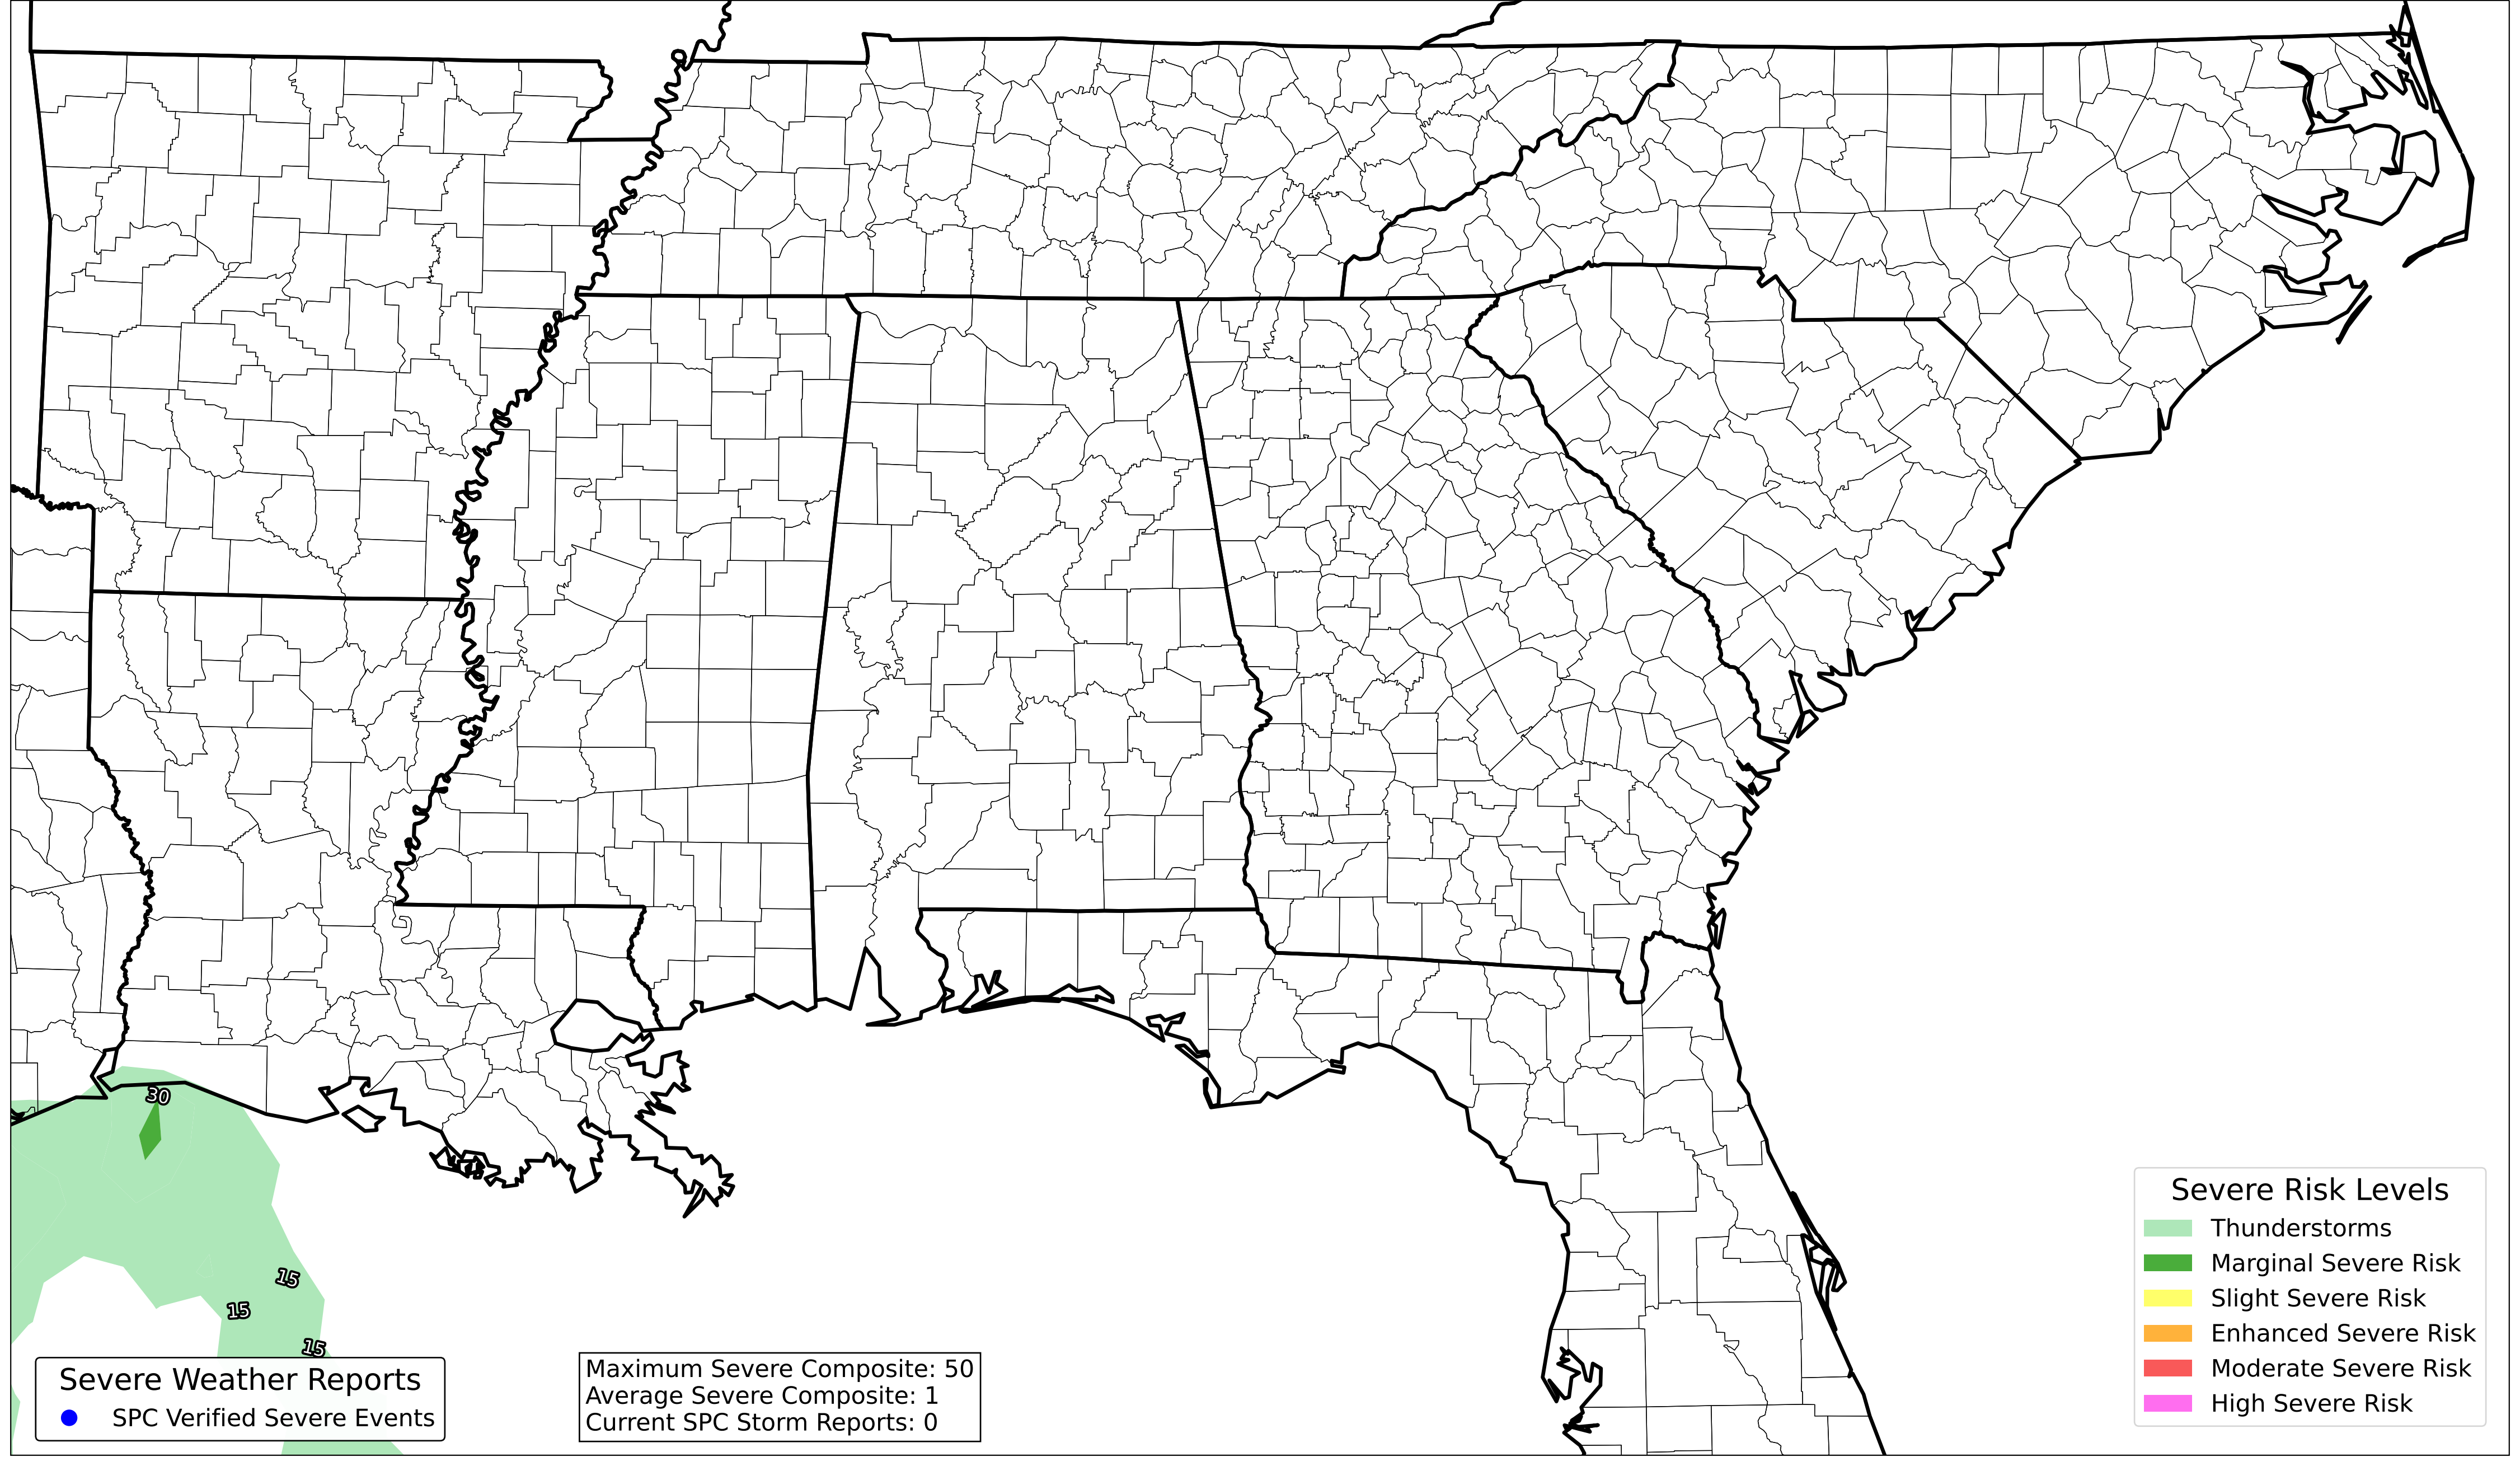 30
15
15
15
Severe Weather Reports
SPC Verified Severe Events
Maximum Severe Composite: 50
Average Severe Composite: 1
Current SPC Storm Reports: 0
Severe Risk Levels
Thunderstorms
Marginal Severe Risk
Slight Severe Risk
Enhanced Severe Risk
Moderate Severe Risk
High Severe Risk